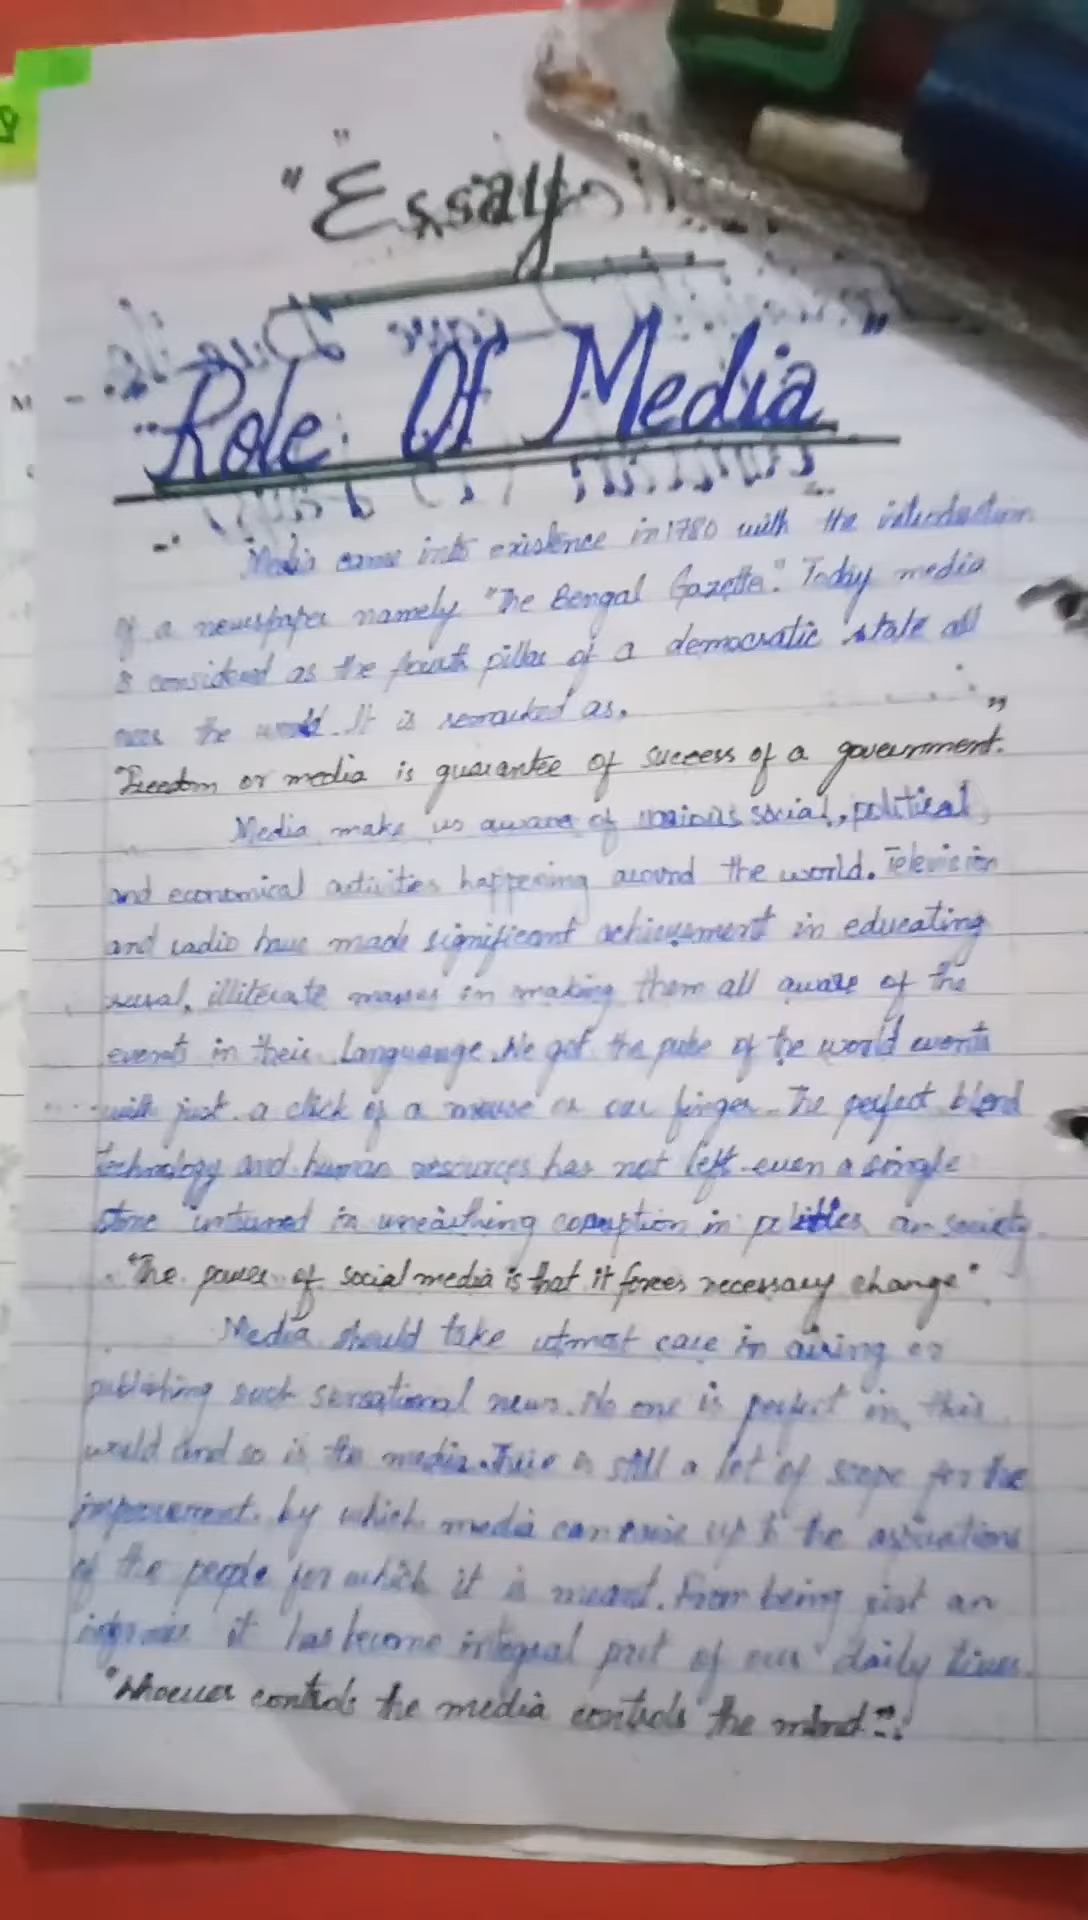 "Essay"
"Role Of Media"
Media came into existence in 1780 with the introduction
of a newspaper namely "The Bengal Gazette". Today media
is considered as the fourth pillar of a democratic state all
over the world. It is remarked as.
"Freedom or media is guarantee of success of a government."
Media make us aware of various social, political
and economical activities happening around the world. Television
and radio have made significant achievement in educating
rural, illiterate masses in making them all aware of the
events in their Languange. We got the pulse of the world events
with just a click of a mouse or our finger. The perfect blend
technology and human resources has not left even a single
stone unturned in unearthing corruption in politics an society.
"The power of social media is that it forces necessary change".
Media should take utmost care in airing or
publishing such sensational news. No one is perfect in this
world and so is the media. There is still a lot of scope for the
improvement by which media can raise up to the aspirations
of the people for which it is meant. From being just an
it has become integral part of our daily lives.
"Whoever controls the media controls the mind".